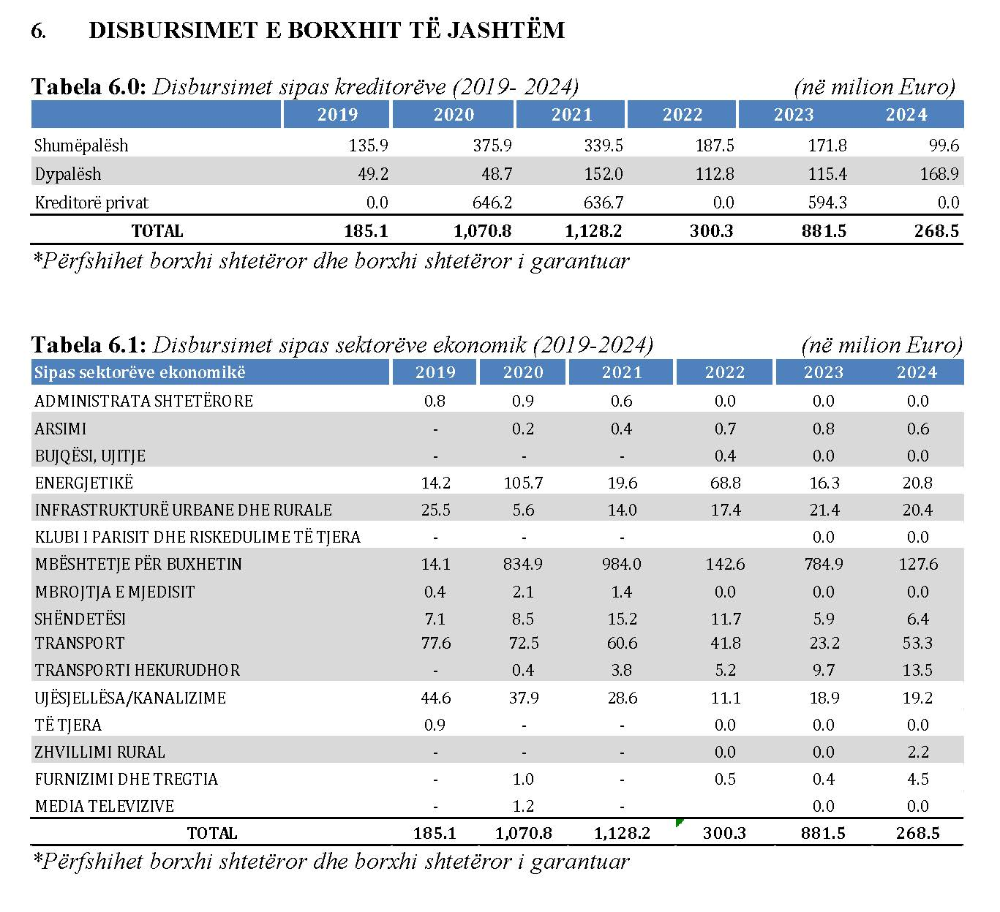 6. DISBURSIMET E BORXHIT TË JASHTËM
Tabela 6.0: Disbursimet sipas kreditorëve (2019- 2024) (në milion Euro)
2019 2020 2021 2022 2023 2024
Shumëpalësh 135.9 375.9 339.5 187.5 171.8 99.6
Dypalësh 49.2 48.7 152.0 112.8 115.4 168.9
Kreditorë privat 0.0 646.2 636.7 0.0 594.3 0.0
TOTAL 185.1 1,070.8 1,128.2 300.3 881.5 268.5
*Përfshihet borxhi shtetëror dhe borxhi shtetëror i garantuar
Tabela 6.1: Disbursimet sipas sektorëve ekonomik (2019-2024) (në milion Euro)
Sipas sektorëve ekonomikë 2019 2020 2021 2022 2023 2024
ADMINISTRATA SHTETËRORE 0.8 0.9 0.6 0.0 0.0 0.0
ARSIMI - 0.2 0.4 0.7 0.8 0.6
BUJQËSI, UJITJE - - - 0.4 0.0 0.0
ENERGJETIKË 14.2 105.7 19.6 68.8 16.3 20.8
INFRASTRUKTURË URBANE DHE RURALE 25.5 5.6 14.0 17.4 21.4 20.4
KLUBI I PARISIT DHE RISKEDULIME TË TJERA - - - 0.0 0.0
MBËSHTETJE PËR BUXHETIN 14.1 834.9 984.0 142.6 784.9 127.6
MBROJTJA E MJEDISIT 0.4 2.1 1.4 0.0 0.0 0.0
SHËNDETËSI 7.1 8.5 15.2 11.7 5.9 6.4
TRANSPORT 77.6 72.5 60.6 41.8 23.2 53.3
TRANSPORTI HEKURUDHOR - 0.4 3.8 5.2 9.7 13.5
UJËSJELLËSA/KANALIZIME 44.6 37.9 28.6 11.1 18.9 19.2
TË TJERA 0.9 - - 0.0 0.0 0.0
ZHVILLIMI RURAL - - - 0.0 0.0 2.2
FURNIZIMI DHE TREGTIA - 1.0 - 0.5 0.4 4.5
MEDIA TELEVIZIVE - 1.2 - 0.0 0.0
TOTAL 185.1 1,070.8 1,128.2 300.3 881.5 268.5
*Përfshihet borxhi shtetëror dhe borxhi shtetëror i garantuar